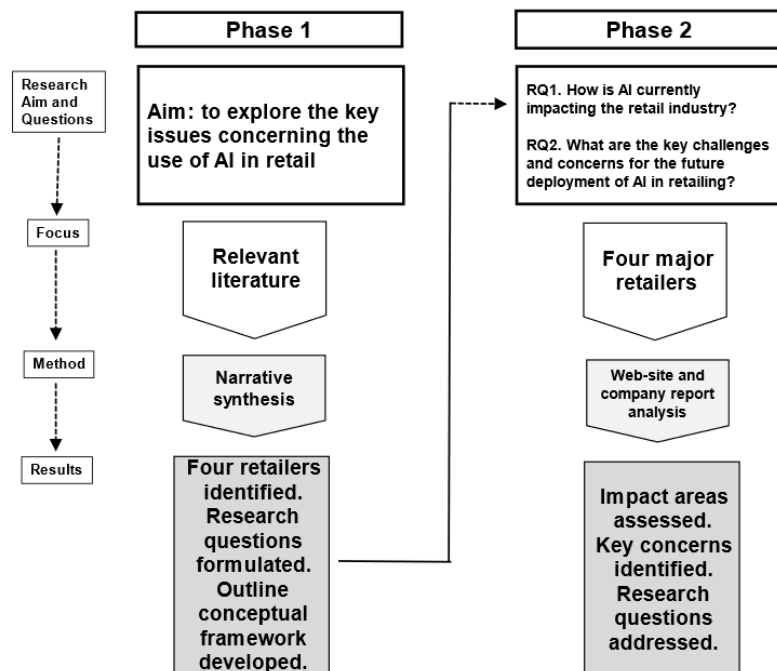 Phase 1
Phase 2
Research
Aim and
Questions
Aim: to explore the key
issues concerning the
use of AI in retail
RQ1. How is AI currently
impacting the retail industry?
RQ2. What are the key challenges
and concerns for the future
deployment of AI in retailing?
Focus
Relevant
literature
Four major
retailers
Method
Narrative
synthesis
Web-site and
company report
analysis
Results
Four retailers
identified.
Research
questions
formulated.
Outline
conceptual
framework
developed.
Impact areas
assessed.
Key concerns
identified.
Research
questions
addressed.